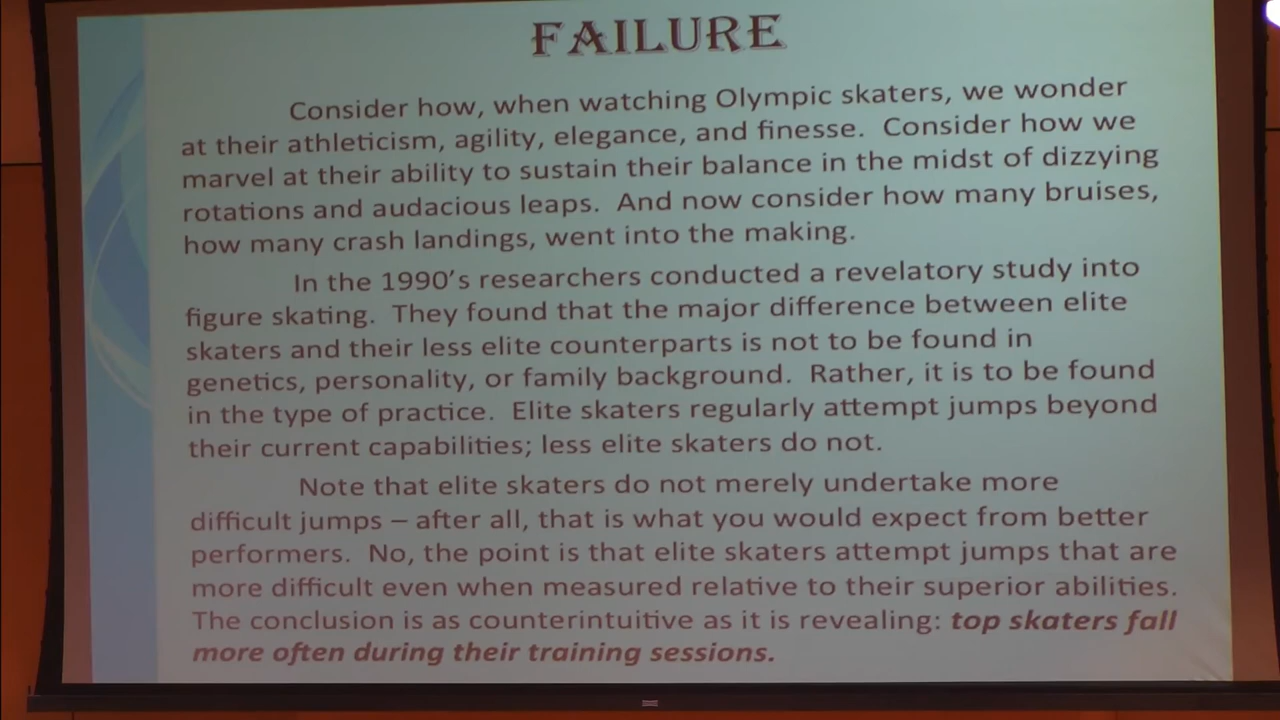 FAILURE
Consider how, when watching Olympic skaters, we wonder
at their athleticism, agility, elegance, and finesse. Consider how we
marvel at their ability to sustain their balance in the midst of dizzying
rotations and audacious leaps. And now consider how many bruises,
how many crash landings, went into the making.
In the 1990's researchers conducted a revelatory study into
figure skating. They found that the major difference between elite
skaters and their less elite counterparts is not to be found in
genetics, personality, or family background. Rather, it is to be found
in the type of practice. Elite skaters regularly attempt jumps beyond
their current capabilities; less elite skaters do not.
Note that elite skaters do not merely undertake more
difficult jumps – after all, that is what you would expect from better
performers. No, the point is that elite skaters attempt jumps that are
more difficult even when measured relative to their superior abilities.
The conclusion is as counterintuitive as it is revealing: top skaters fall
more often during their training sessions.